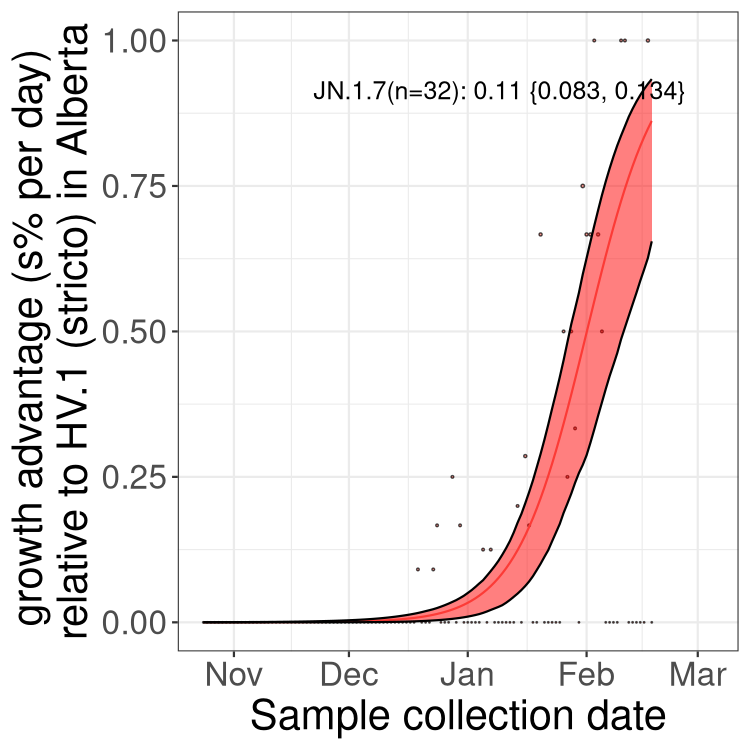 growth advantage (s% per day)
relative to HV.1 (stricto) in Alberta
1.00
0.75
0.50
0.25
0.00
JN.1.7(n=32): 0.11 {0.083, 0.134}
Nov Dec Jan Feb Mar
Sample collection date